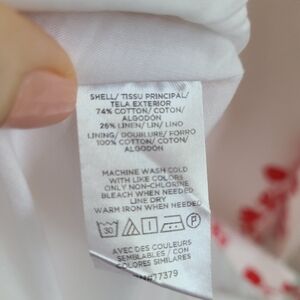 SHELL/ TISSU PRINCIPAL/
TELA EXTERIOR
74% COTTON/ COTON/
ALGODÓN
26% LINEN/ LIN/ LINO
LINING/ DOUBLURE/ FORRO
100% COTTON/ COTON/
ALGODÓN
MACHINE WASH COLD
WITH LIKE COLORS
ONLY NON-CHLORINE
BLEACH WHEN NEEDED
LINE DRY
WARM IRON WHEN NEEDED
30 P
AVEC DES COULEURS
SEMBLABLES / CON
COLORES SIMILARES
77379